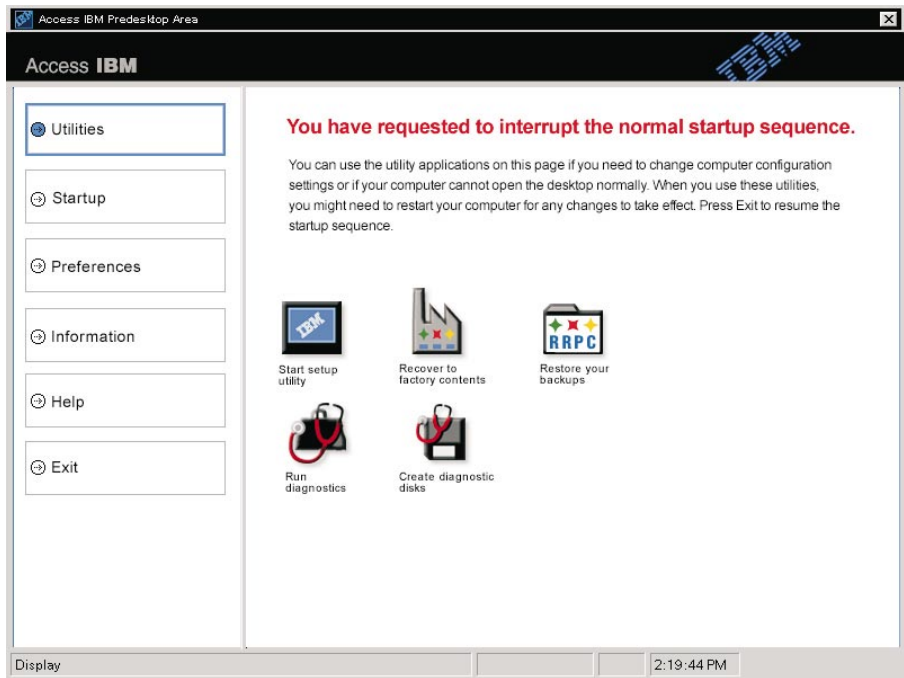 Access IBM Predesktop Area
Access IBM
IBM
Utilities
Startup
Preferences
Information
Help
Exit
You have requested to interrupt the normal startup sequence.
You can use the utility applications on this page if you need to change computer configuration
settings or if your computer cannot open the desktop normally. When you use these utilities,
you might need to restart your computer for any changes to take effect. Press Exit to resume the
startup sequence.
IBM
Start setup
utility
Recover to
factory contents
RRPC
Restore your
backups
Run
diagnostics
Create diagnostic
disks
Display
2:19:44 PM